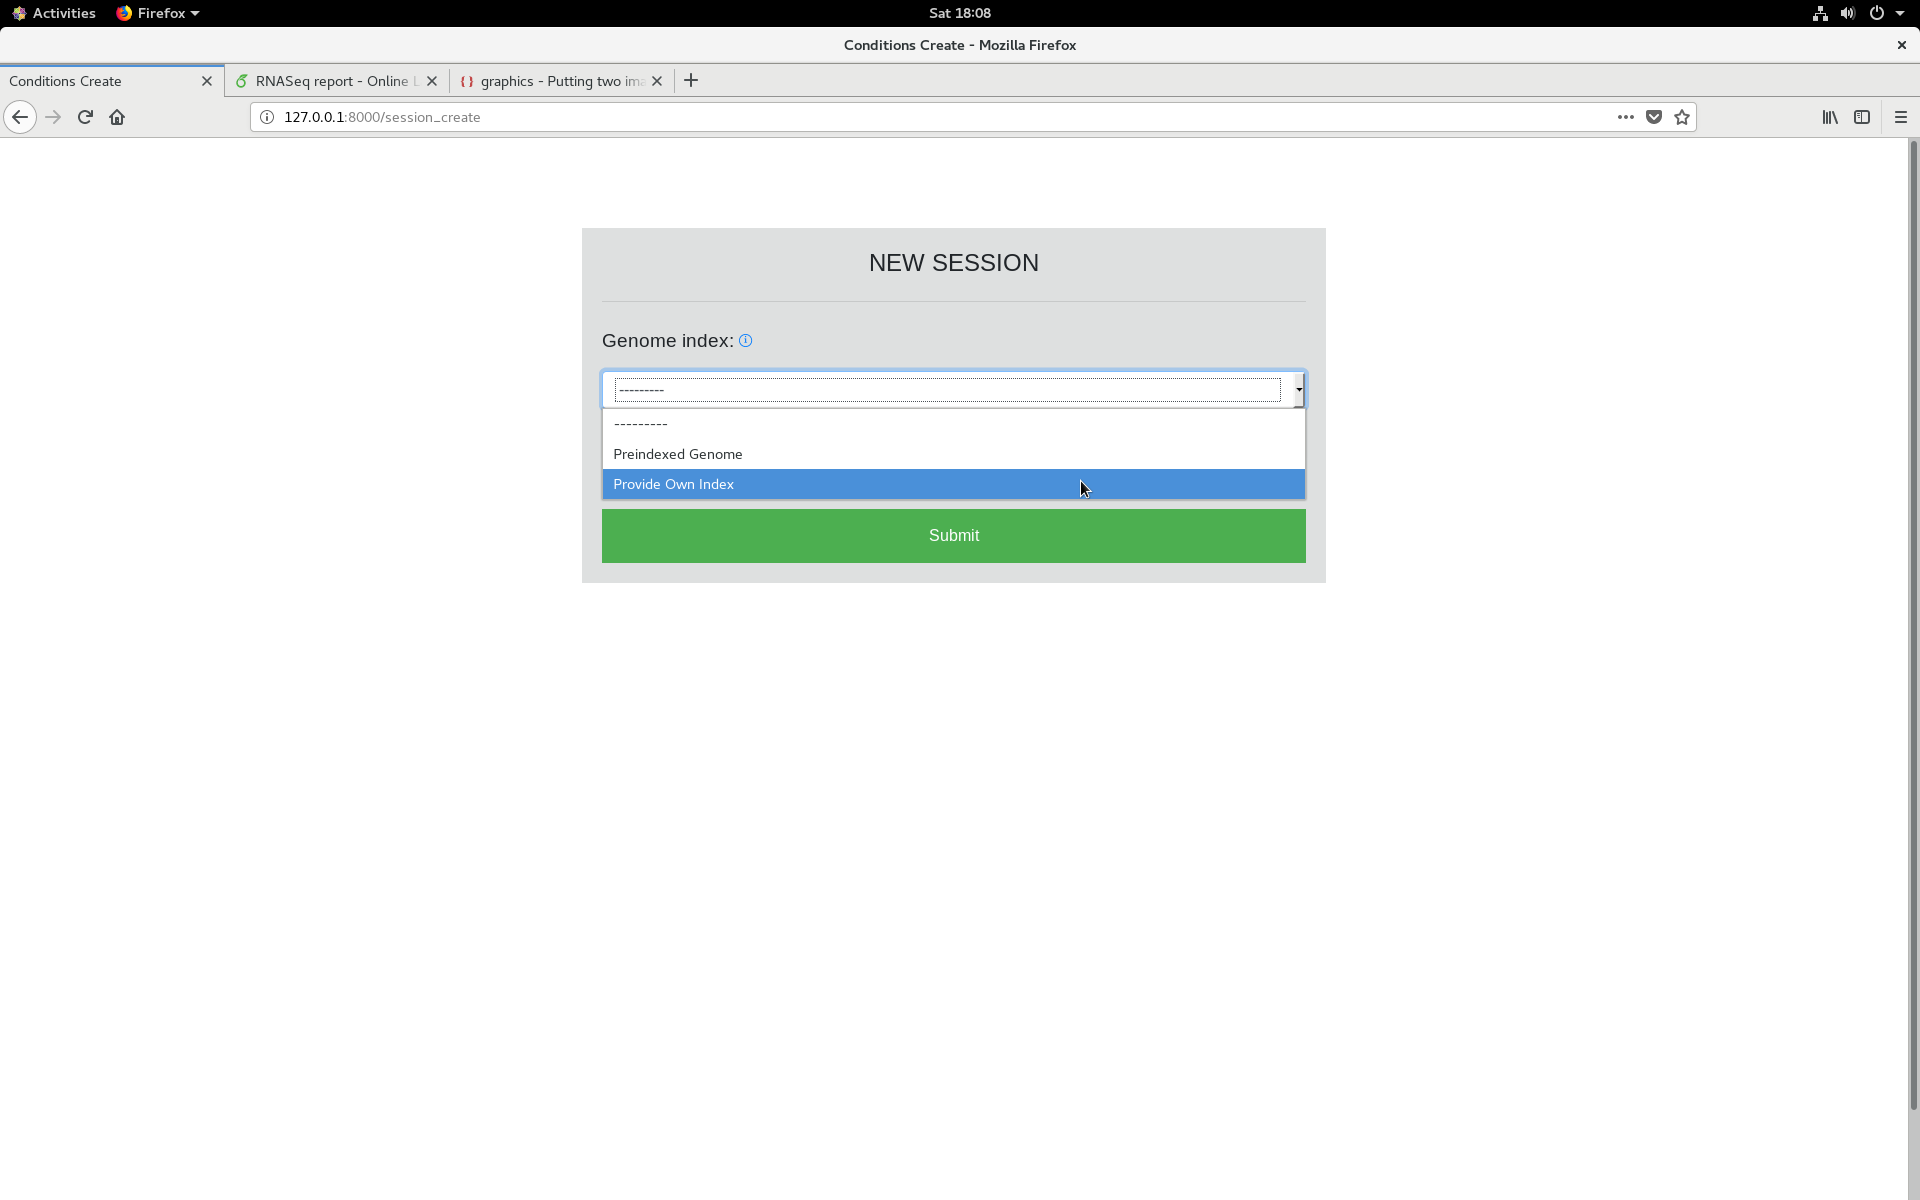 Activities Firefox Sat 18:08
Conditions Create - Mozilla Firefox
Conditions Create RNASeq report - Online L graphics - Putting two ima
127.0.0.1:8000/session_create
NEW SESSION
Genome index:
---------
---------
Preindexed Genome
Provide Own Index
Submit